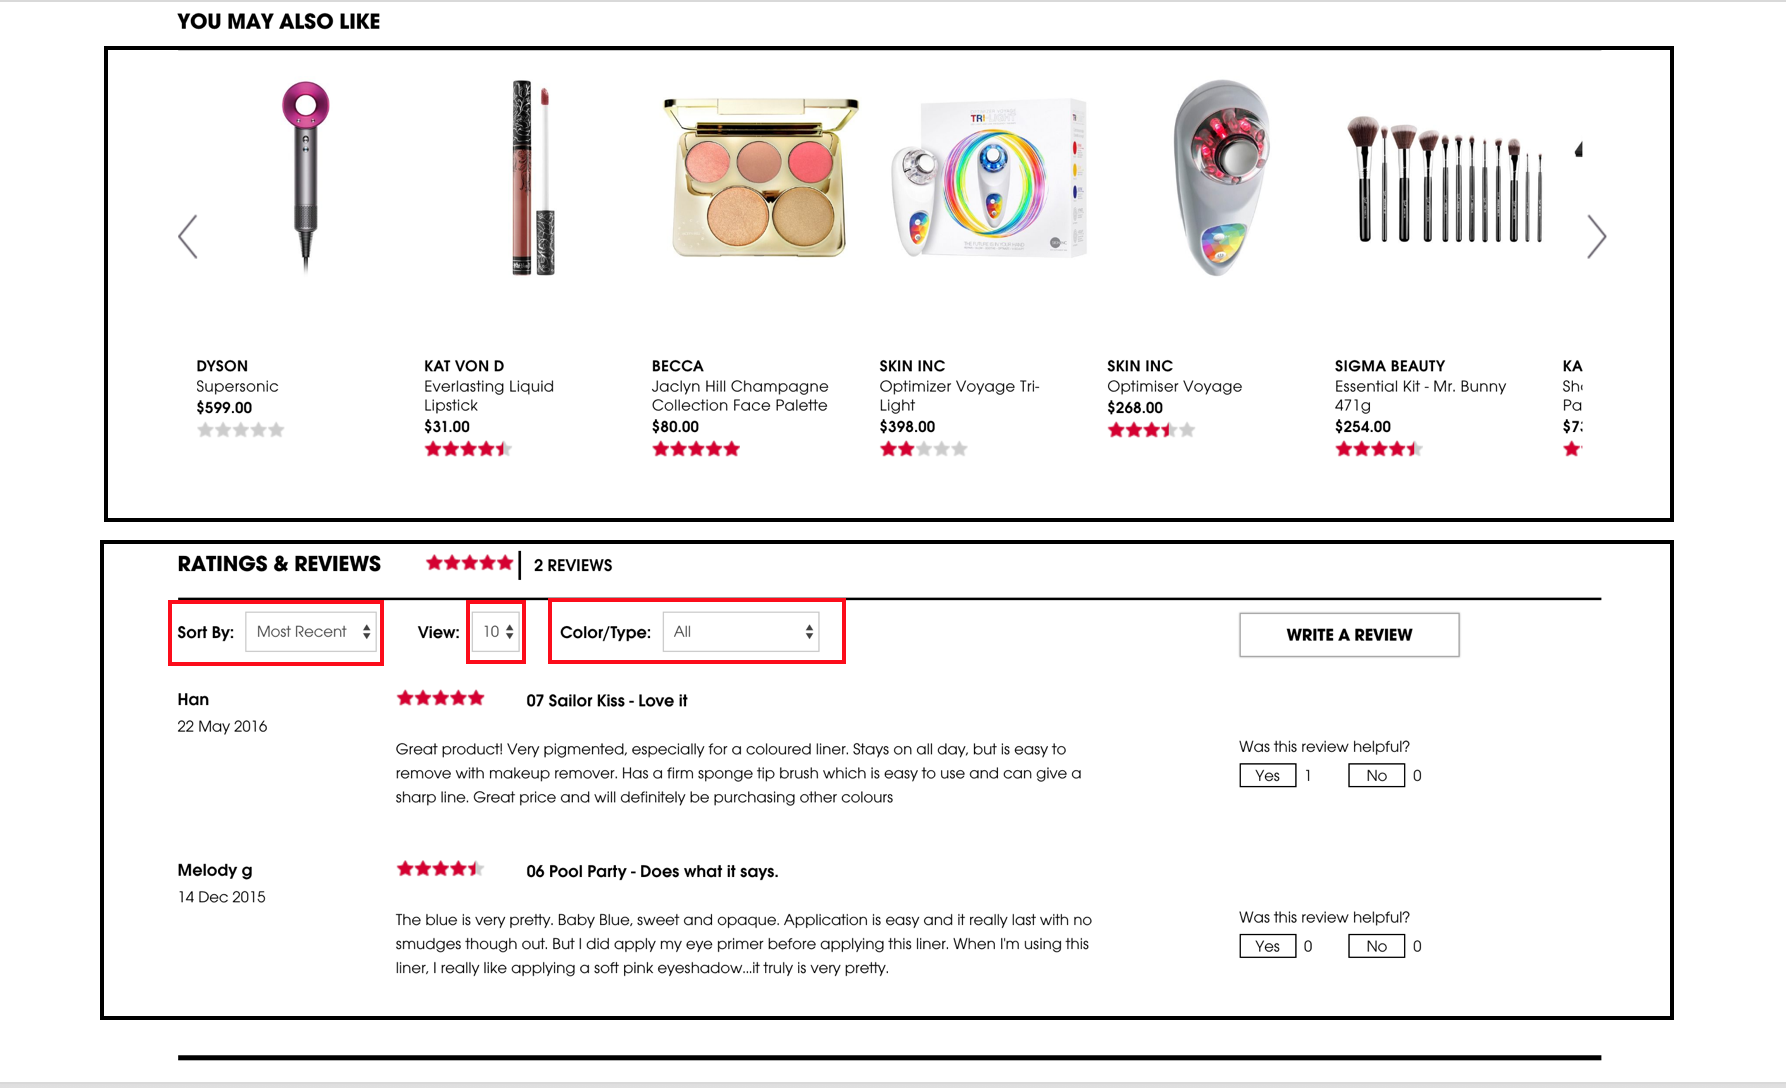 YOU MAY ALSO LIKE
TRI-LIGHT
DYSON
Supersonic
$599.00
KAT VON D
Everlasting Liquid
Lipstick
$31.00
BECCA
Jaclyn Hill Champagne
Collection Face Palette
$80.00
SKIN INC
Optimizer Voyage Tri-
Light
$398.00
SKIN INC
Optimiser Voyage
$268.00
SIGMA BEAUTY
Essential Kit - Mr. Bunny
471g
$254.00
KA
Sh
Pa
$7
RATINGS & REVIEWS 2 REVIEWS
Sort By: Most Recent View: 10 Color/Type: All WRITE A REVIEW
Han 07 Sailor Kiss - Love it
22 May 2016
Great product! Very pigmented, especially for a coloured liner. Stays on all day, but is easy to
remove with makeup remover. Has a firm sponge tip brush which is easy to use and can give a
sharp line. Great price and will definitely be purchasing other colours
Was this review helpful?
Yes 1 No 0
Melody g 06 Pool Party - Does what it says.
14 Dec 2015
The blue is very pretty. Baby Blue, sweet and opaque. Application is easy and it really last with no
smudges though out. But I did apply my eye primer before applying this liner. When I'm using this
liner, I really like applying a soft pink eyeshadow...it truly is very pretty.
Was this review helpful?
Yes 0 No 0